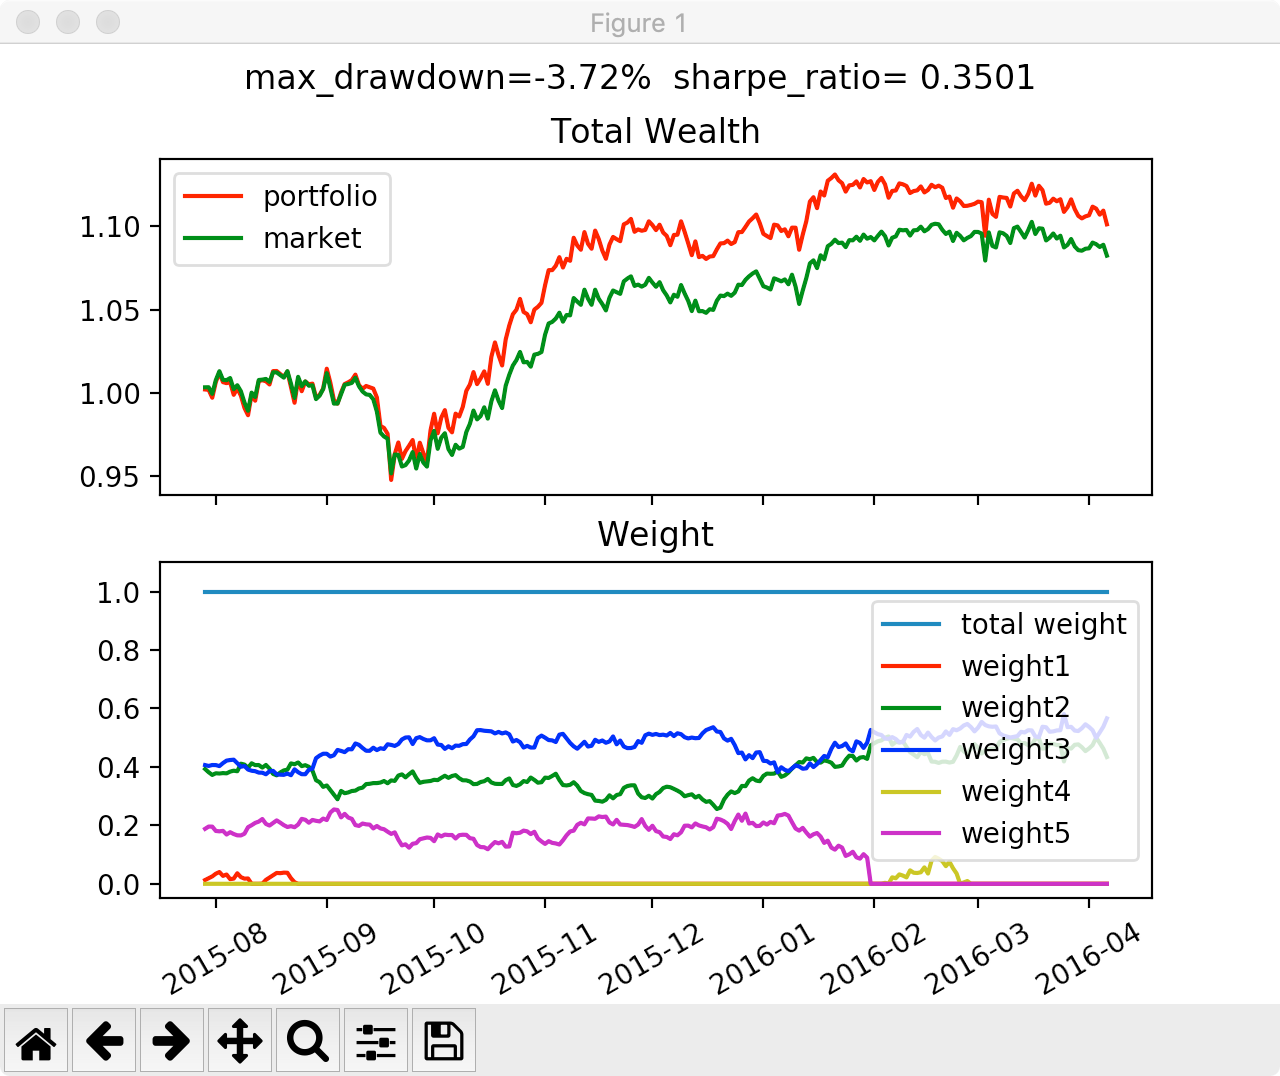 Figure 1
max_drawdown=-3.72%  sharpe_ratio= 0.3501
Total Wealth
portfolio
market
1.10
1.05
1.00
0.95
Weight
1.0
0.8
0.6
0.4
0.2
0.0
total weight
weight1
weight2
weight3
weight4
weight5
2015-08
2015-09
2015-10
2015-11
2015-12
2016-01
2016-02
2016-03
2016-04